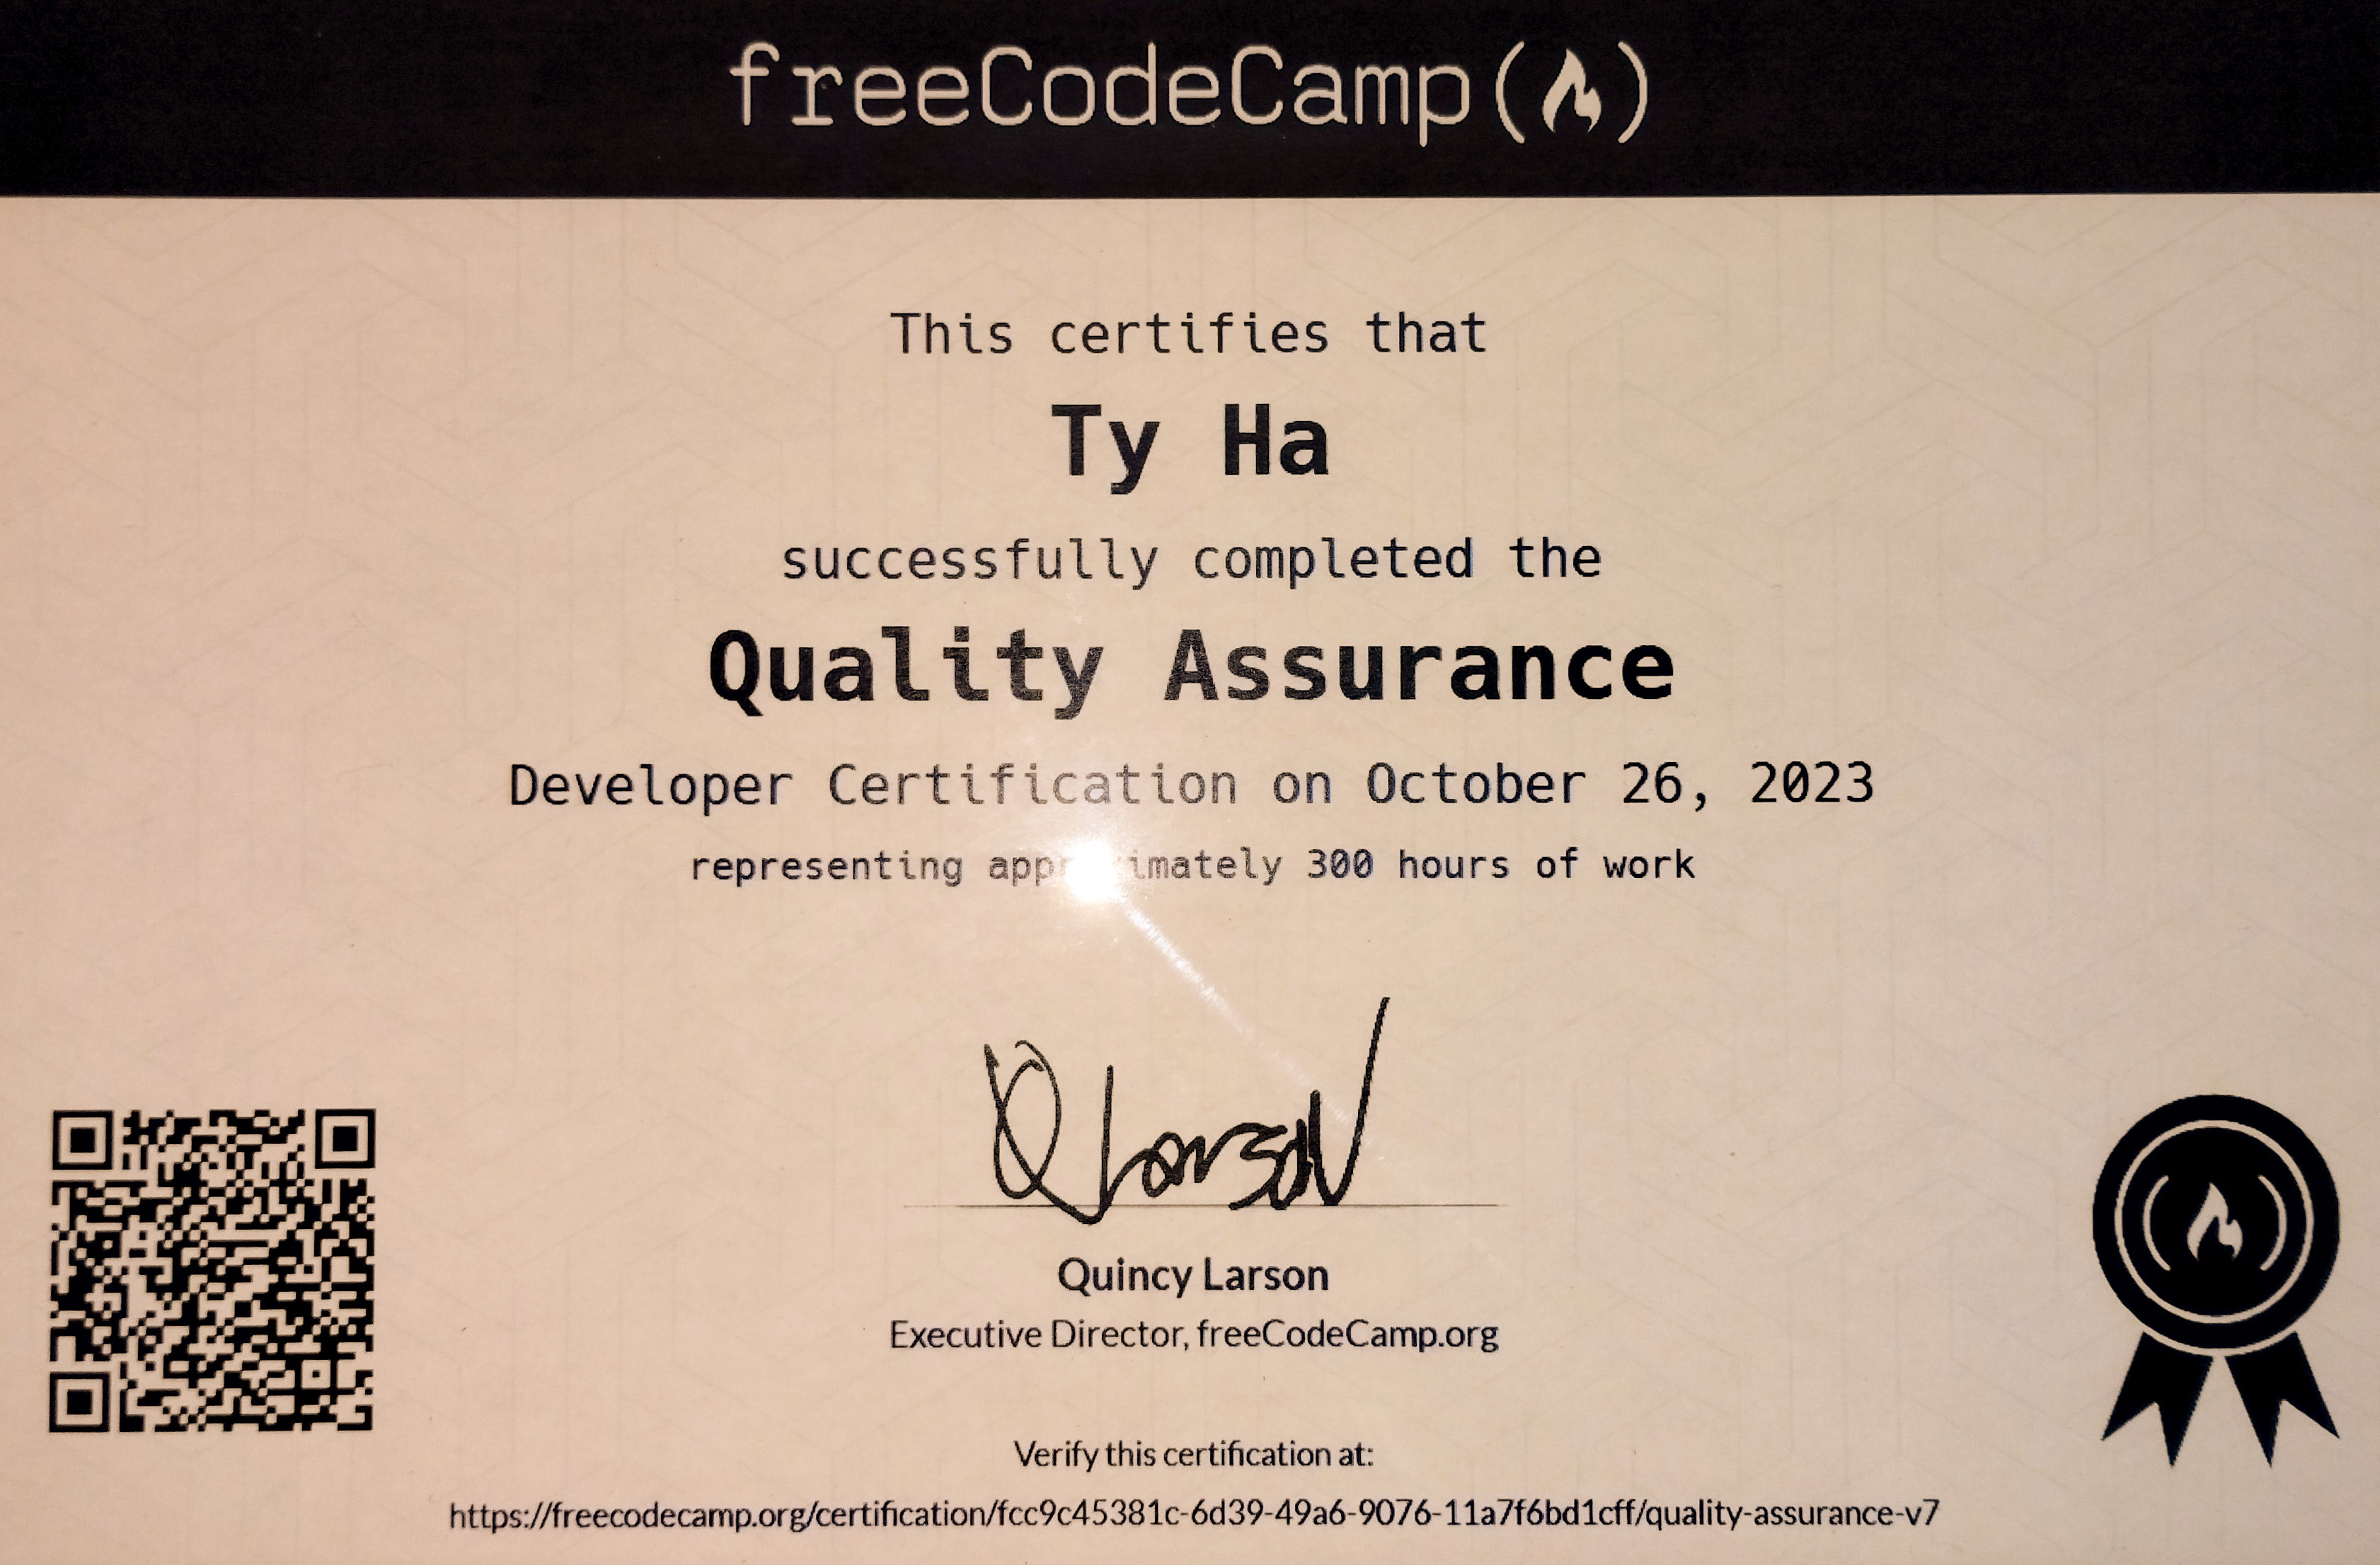 freeCodeCamp
This certifies that
Ty Ha
successfully completed the
Quality Assurance
Developer Certification on October 26, 2023
representing approximately 300 hours of work
QLarson
Quincy Larson
Executive Director, freeCodeCamp.org
Verify this certification at:
https://freecodecamp.org/certification/fcc9c45381c-6d39-49a6-9076-11a7f6bd1cff/quality-assurance-v7